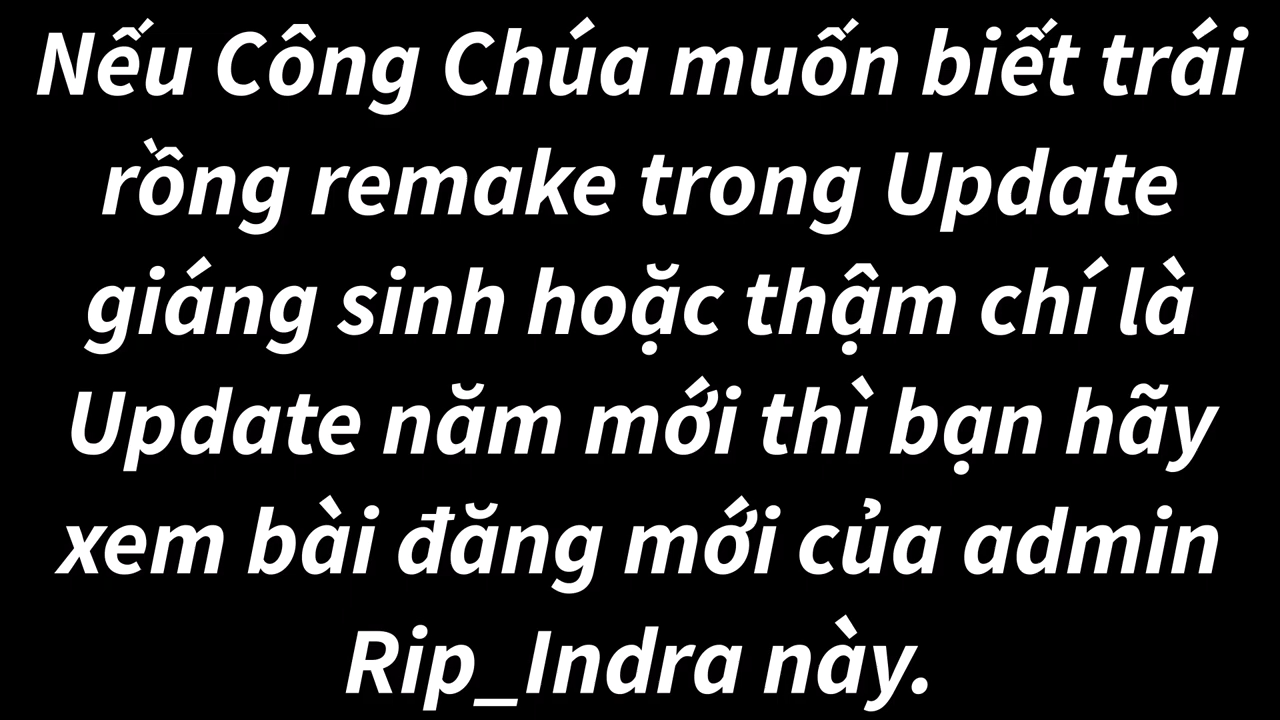 Nếu Công Chúa muốn biết trái
rồng remake trong Update
giáng sinh hoặc thậm chí là
Update năm mới thì bạn hãy
xem bài đăng mới của admin
Rip_Indra này.